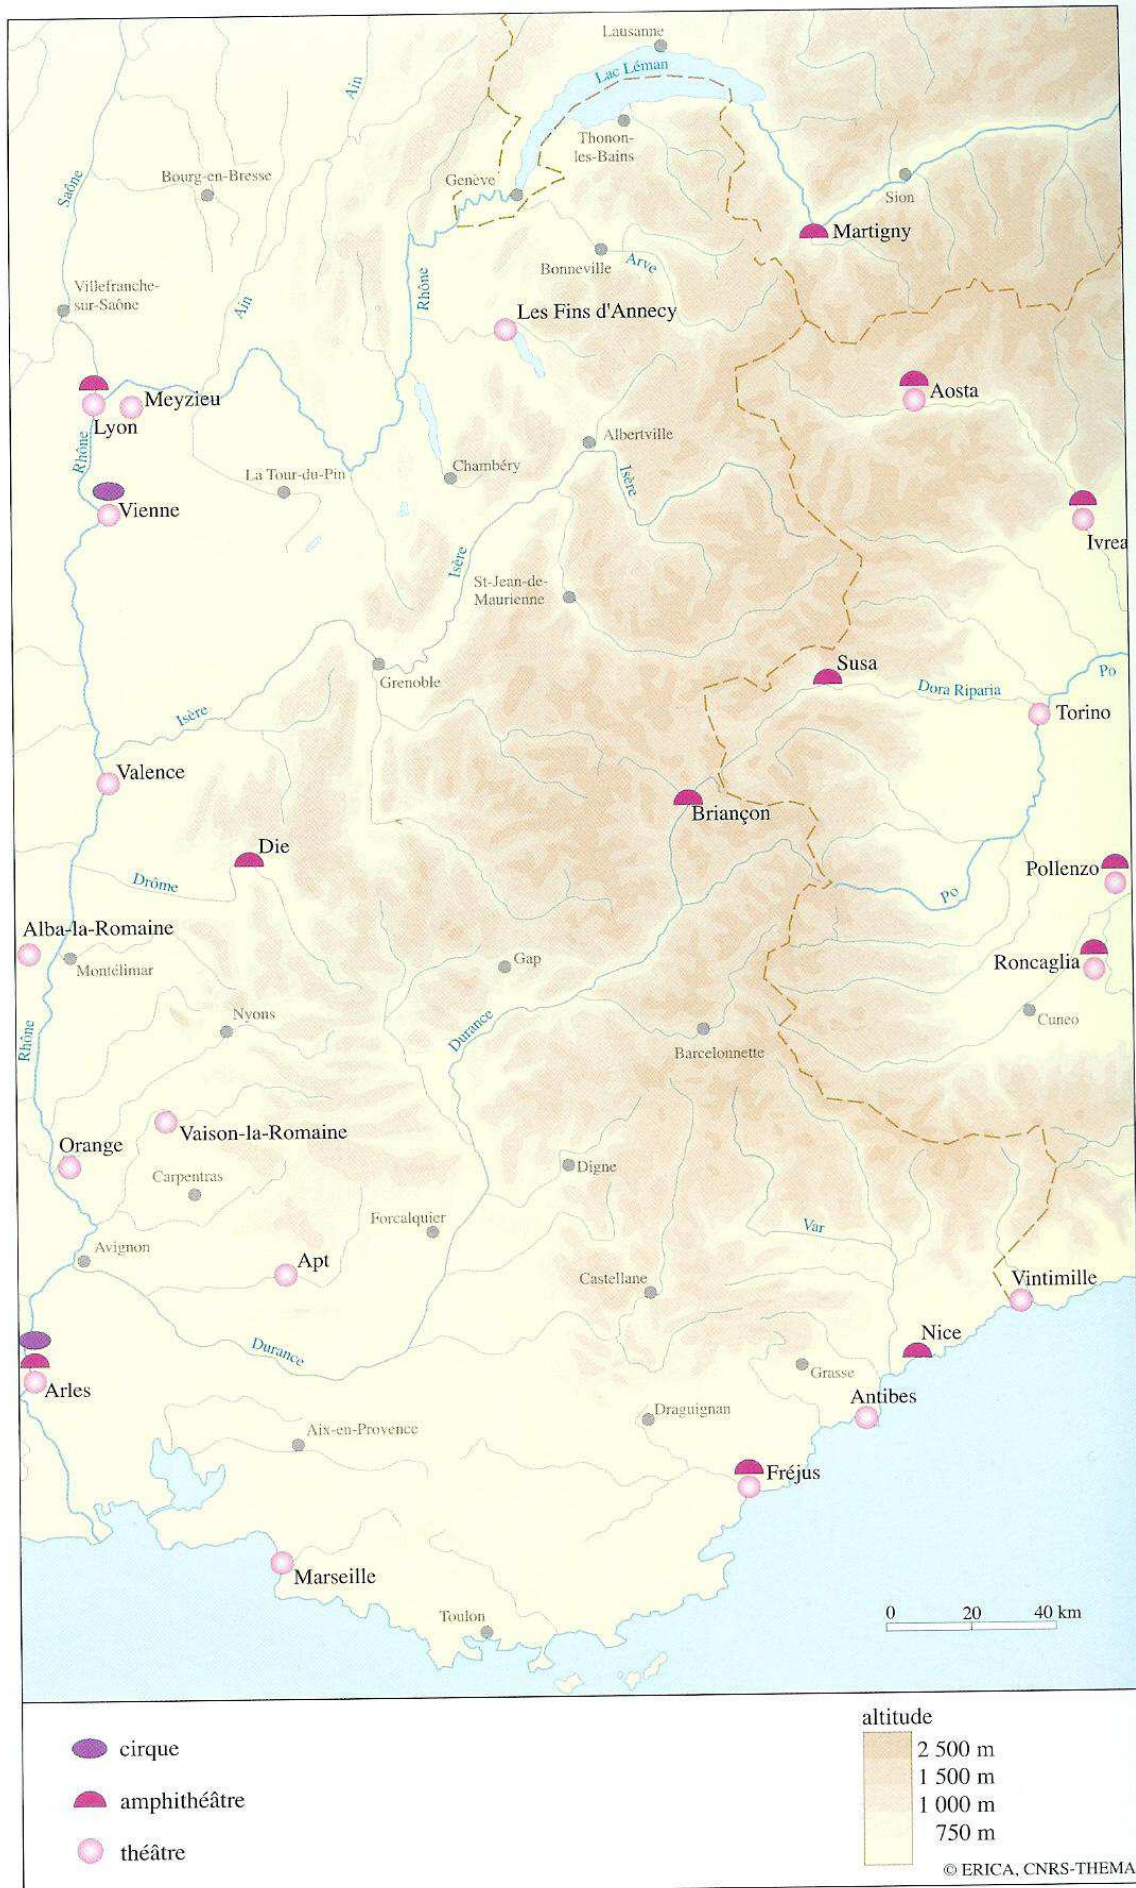 Lausanne
Lac Léman
Ain
Thonon-
les-Bains
Saône
Bourg-en-Bresse
Genève
Sion
Martigny
Bonneville
Arve
Rhône
Villefranche-
sur-Saône
Ain
Les Fins d'Annecy
Meyzieu
Aosta
Lyon
Rhône
Albertville
Chambéry
La Tour-du-Pin
Isère
Vienne
Ivrea
Isère
St-Jean-de-
Maurienne
Susa
Po
Grenoble
Dora Riparia
Isère
Torino
Valence
Briançon
Die
Pollenzo
Drôme
Po
Alba-la-Romaine
Montélimar
Gap
Roncaglia
Nyons
Cuneo
Rhône
Durance
Barcelonnette
Vaison-la-Romaine
Orange
Digne
Carpentras
Forcalquier
Var
Avignon
Apt
Castellane
Vintimille
Nice
Durance
Grasse
Arles
Antibes
Draguignan
Aix-en-Provence
Fréjus
Marseille
Toulon
0 20 40 km
altitude
cirque
2 500 m
1 500 m
amphithéâtre
1 000 m
750 m
théâtre
© ERICA, CNRS-THEMA